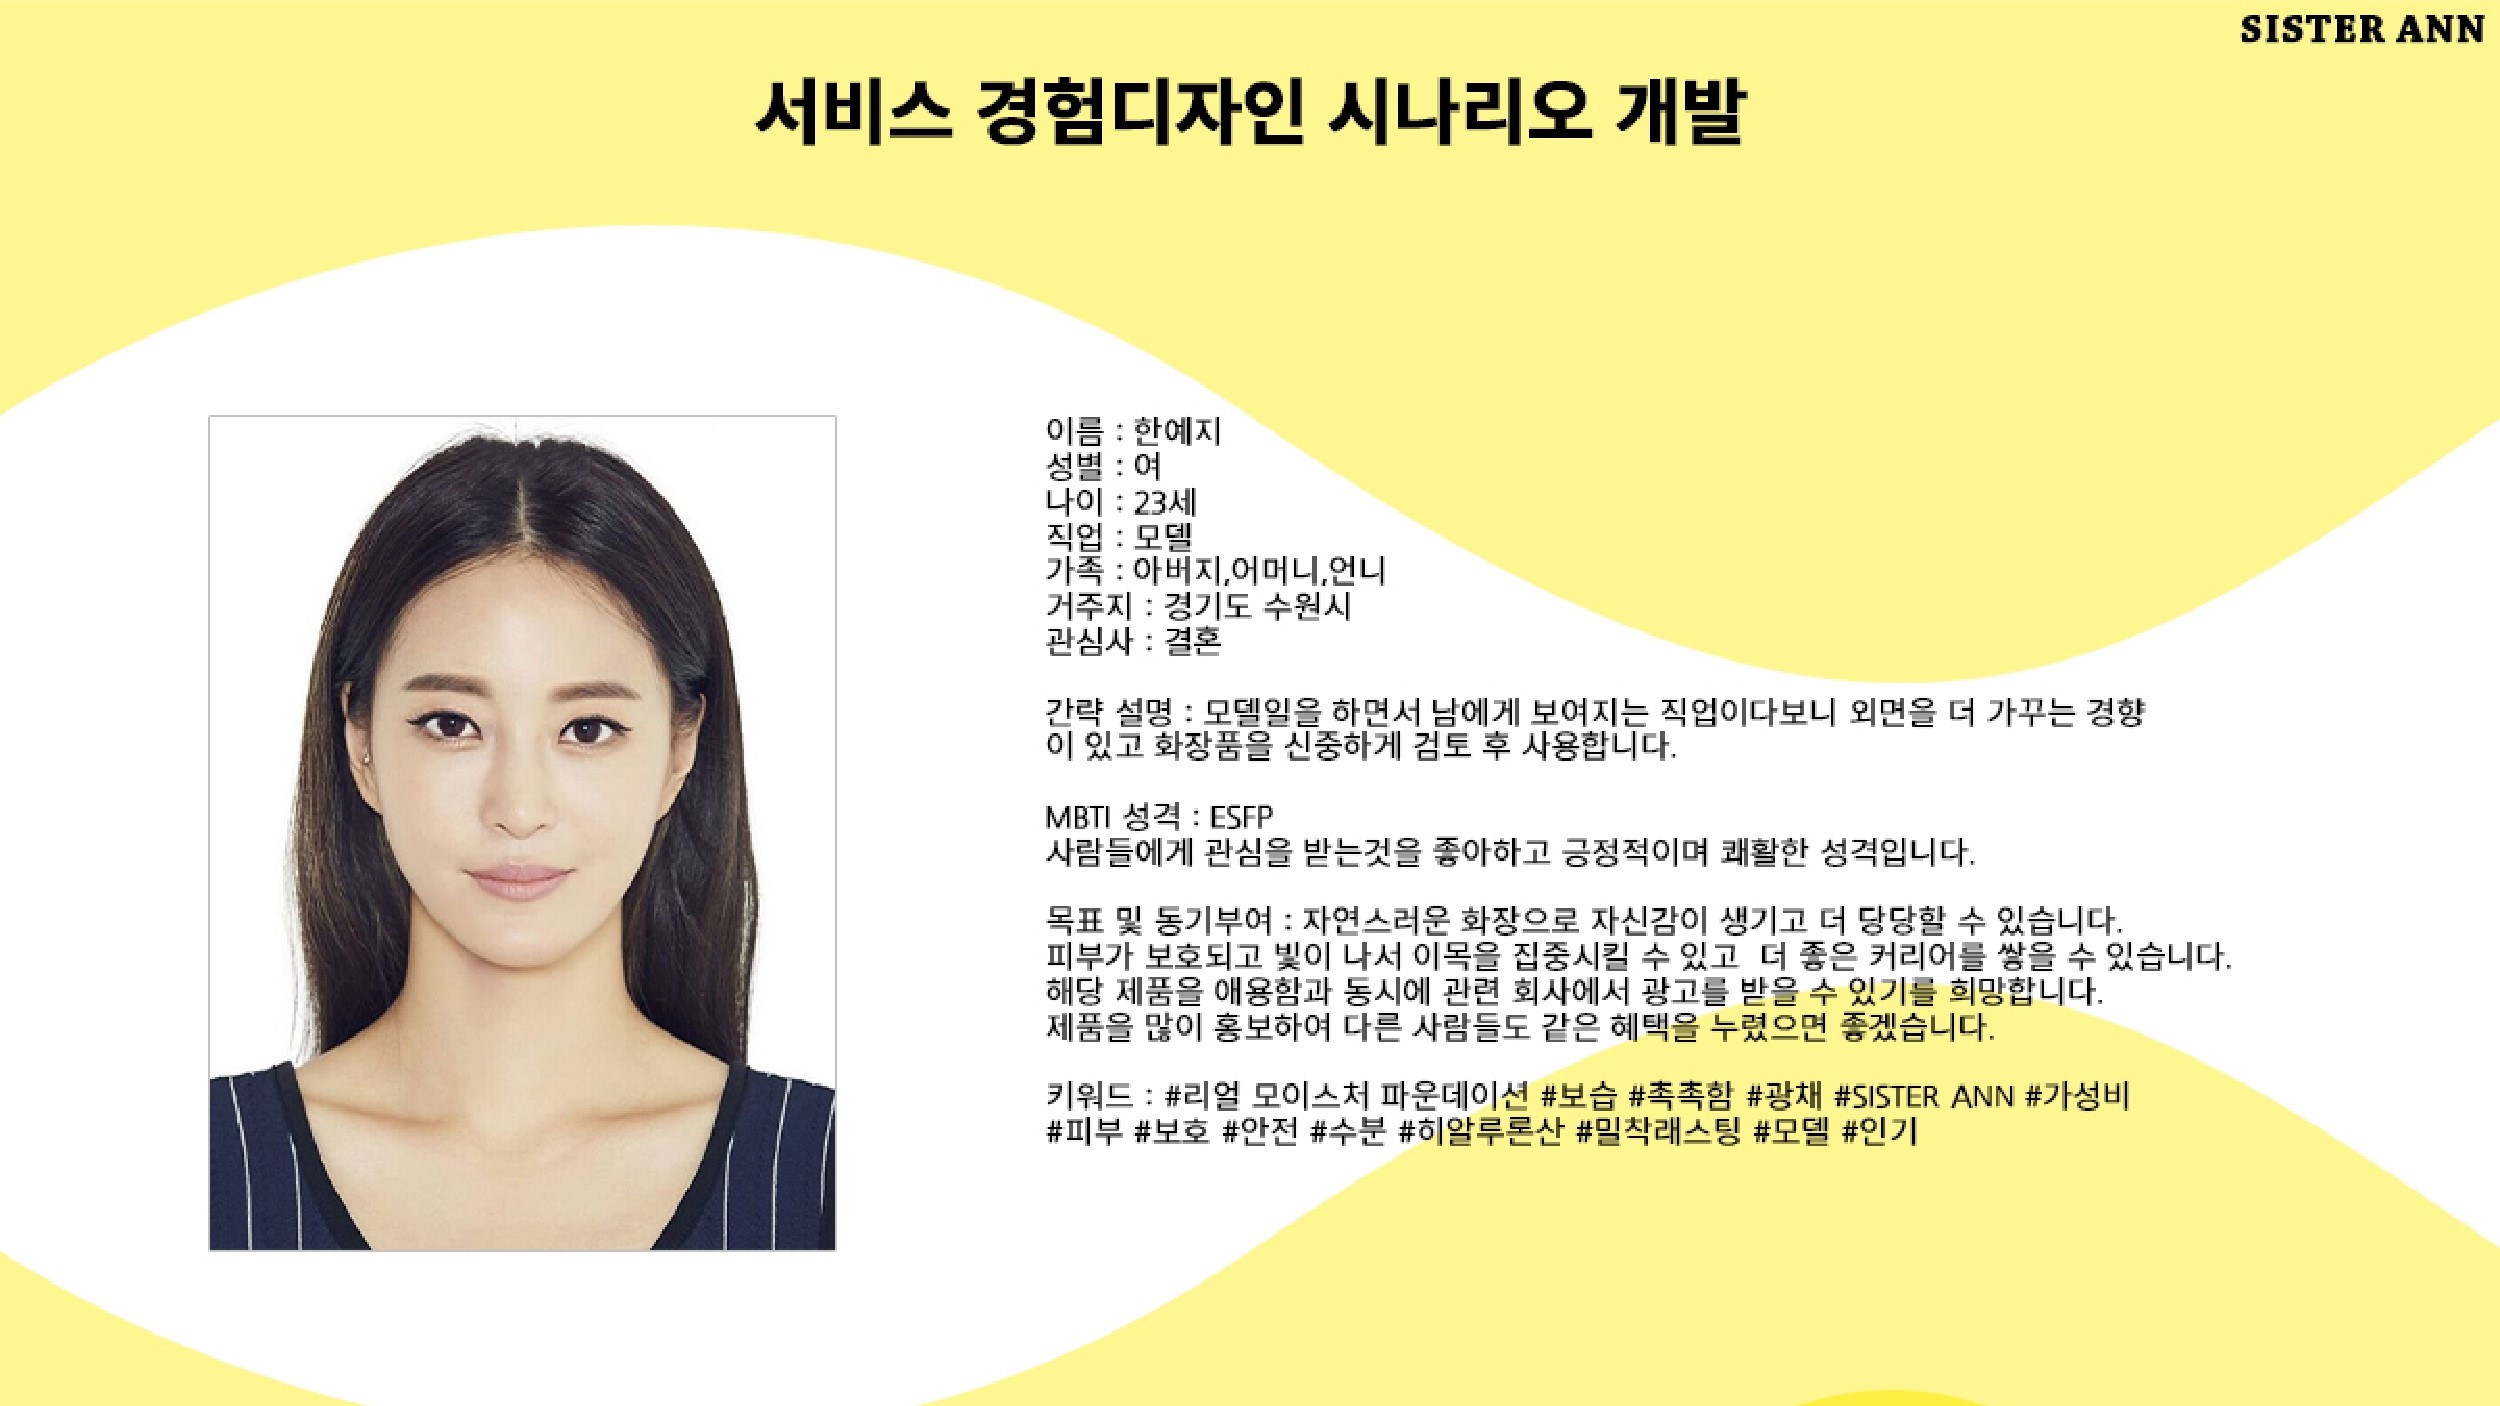 SISTER ANN
서비스 경험디자인 시나리오 개발
이름 : 한예지
성별 : 여
나이 : 23세
직업 : 모델
가족 : 아버지,어머니,언니
거주지 : 경기도 수원시
관심사 : 결혼
간략 설명 : 모델일을 하면서 남에게 보여지는 직업이다보니 외면을 더 가꾸는 경향
이 있고 화장품을 신중하게 검토 후 사용합니다.
MBTI 성격 : ESFP
사람들에게 관심을 받는것을 좋아하고 긍정적이며 쾌활한 성격입니다.
목표 및 동기부여 : 자연스러운 화장으로 자신감이 생기고 더 당당할 수 있습니다.
피부가 보호되고 빛이 나서 이목을 집중시킬 수 있고 더 좋은 커리어를 쌓을 수 있습니다.
해당 제품을 애용함과 동시에 관련 회사에서 광고를 받을 수 있기를 희망합니다.
제품을 많이 홍보하여 다른 사람들도 같은 혜택을 누렸으면 좋겠습니다.
키워드 : #리얼 모이스처 파운데이션 #보습 #촉촉함 #광채 #SISTER ANN #가성비
#피부 #보호 #안전 #수분 #히알루론산 #밀착래스팅 #모델 #인기